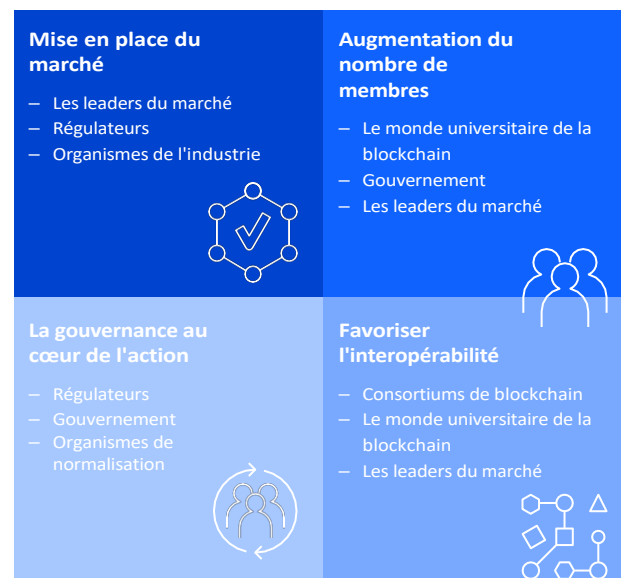 Mise en place du
marché
– Les leaders du marché
– Régulateurs
– Organismes de l'industrie
Augmentation du
nombre de
membres
– Le monde universitaire de la
blockchain
– Gouvernement
– Les leaders du marché
La gouvernance au
cœur de l'action
– Régulateurs
– Gouvernement
– Organismes de
normalisation
Favoriser
l'interopérabilité
– Consortiums de blockchain
– Le monde universitaire de la
blockchain
– Les leaders du marché